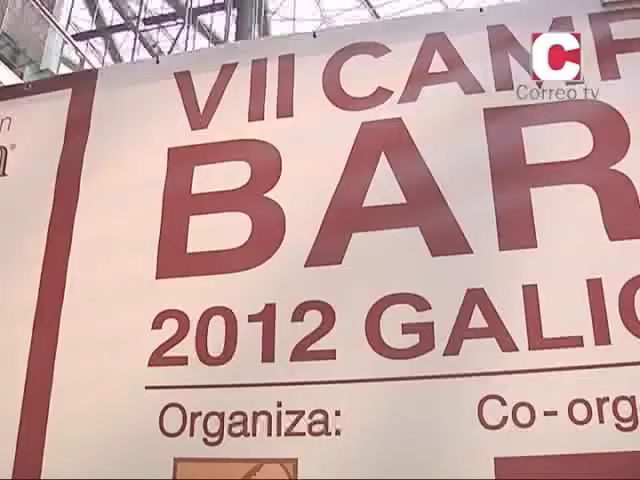 VII CAMP
BAR
2012 GALIC
Organiza:
Co-org
C
Correo tv